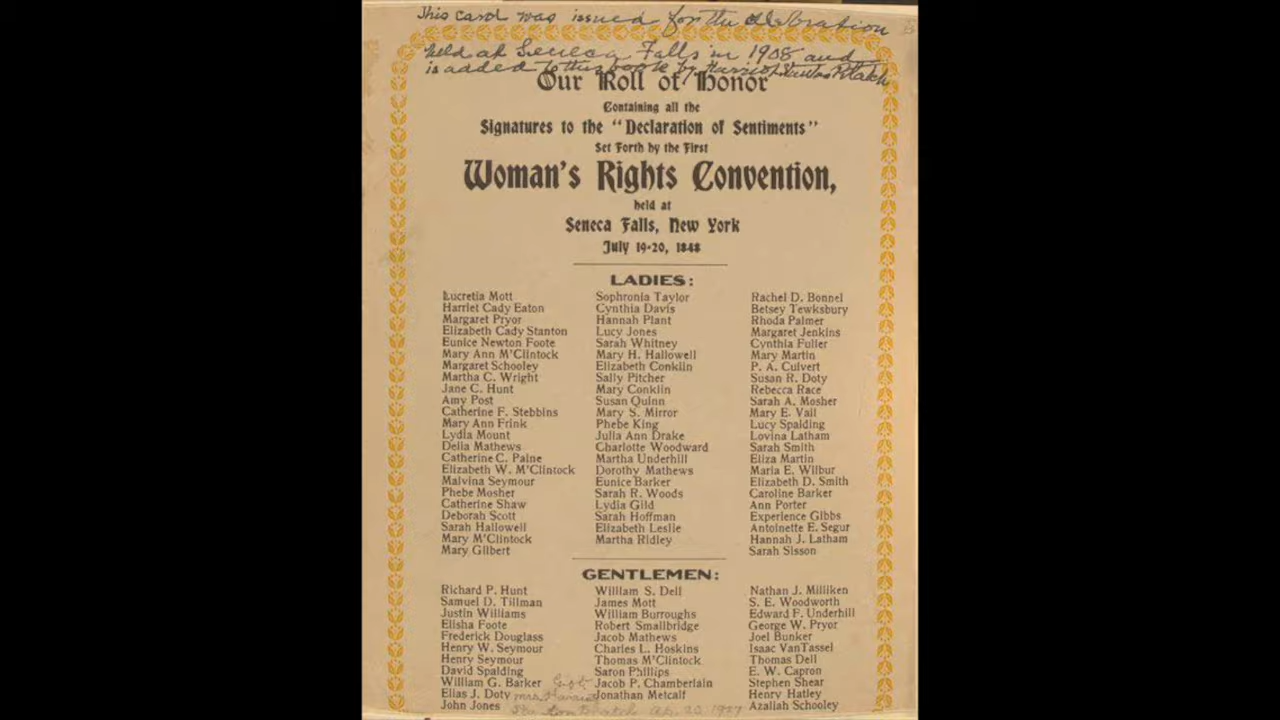 This card was issued for the celebration
held at Seneca Falls in 1908 and
is added to this book by Harriot Stanton Blatch
Our Roll of Honor
Containing all the
Signatures to the "Declaration of Sentiments"
Set Forth by the First
Woman's Rights Convention,
held at
Seneca Falls, New York
July 19-20, 1848
LADIES:
Lucretia Mott
Harriet Cady Eaton
Margaret Pryor
Elizabeth Cady Stanton
Eunice Newton Foote
Mary Ann M'Clintock
Margaret Schooley
Martha C. Wright
Jane C. Hunt
Amy Post
Catherine F. Stebbins
Mary Ann Frink
Lydia Mount
Delia Mathews
Catherine C. Paine
Elizabeth W. M'Clintock
Malvina Seymour
Phebe Mosher
Catherine Shaw
Deborah Scott
Sarah Hallowell
Mary M'Clintock
Mary Gilbert
Sophronia Taylor
Cynthia Davis
Hannah Plant
Lucy Jones
Sarah Whitney
Mary H. Hallowell
Elizabeth Conklin
Sally Pitcher
Mary Conklin
Susan Quinn
Mary S. Mirror
Phebe King
Julia Ann Drake
Charlotte Woodward
Martha Underhill
Dorothy Mathews
Eunice Barker
Sarah R. Woods
Lydia Gild
Sarah Hoffman
Elizabeth Leslie
Martha Ridley
Rachel D. Bonnel
Betsey Tewksbury
Rhoda Palmer
Margaret Jenkins
Cynthia Fuller
Mary Martin
P. A. Culvert
Susan R. Doty
Rebecca Race
Sarah A. Mosher
Mary E. Vail
Lucy Spalding
Lovina Latham
Sarah Smith
Eliza Martin
Maria E. Wilbur
Elizabeth D. Smith
Caroline Barker
Ann Porter
Experience Gibbs
Antoinette E. Segur
Hannah J. Latham
Sarah Sisson
GENTLEMEN:
Richard P. Hunt
Samuel D. Tillman
Justin Williams
Elisha Foote
Frederick Douglass
Henry W. Seymour
Henry Seymour
David Spalding
William G. Barker
Elias J. Doty
John Jones
William S. Dell
James Mott
William Burroughs
Robert Smallbridge
Jacob Mathews
Charles L. Hoskins
Thomas M'Clintock
Saron Phillips
Jacob P. Chamberlain
Jonathan Metcalf
Nathan J. Milliken
S. E. Woodworth
Edward F. Underhill
George W. Pryor
Joel Bunker
Isaac VanTassel
Thomas Dell
E. W. Capron
Stephen Shear
Henry Hatley
Azaliah Schooley